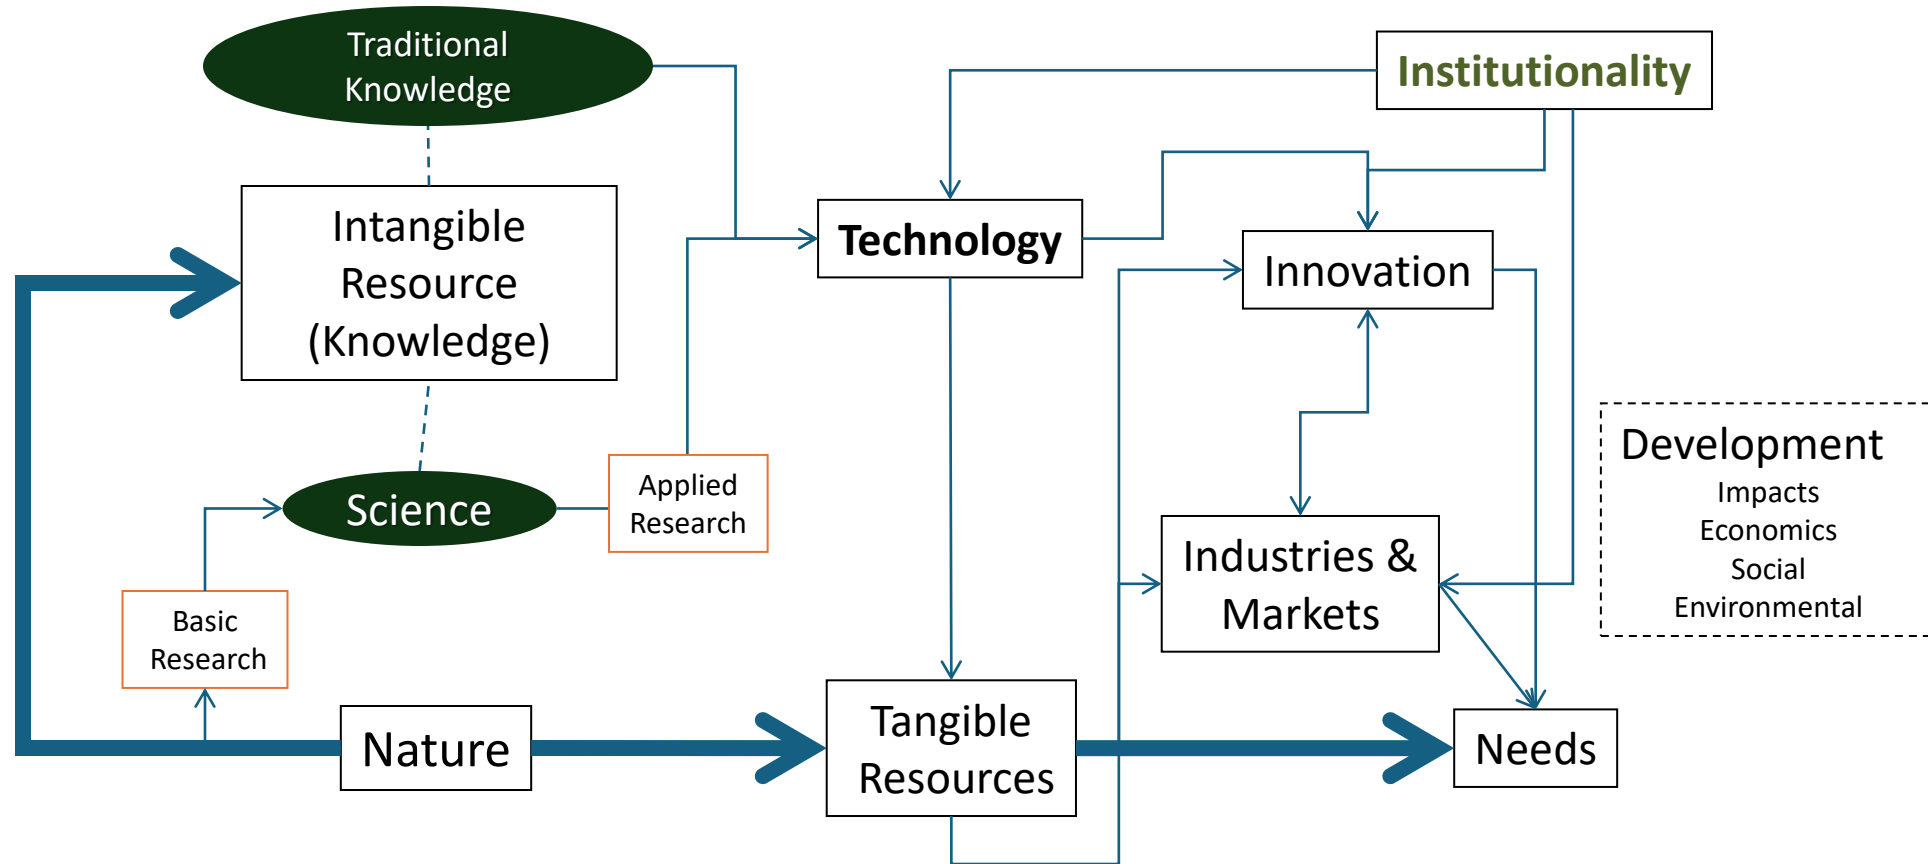 Traditional
Knowledge
Institutionality
Intangible
Resource
(Knowledge)
Technology
Innovation
Development
Impacts
Economics
Social
Environmental
Science
Applied
Research
Industries &
Markets
Basic
Research
Nature
Tangible
Resources
Needs